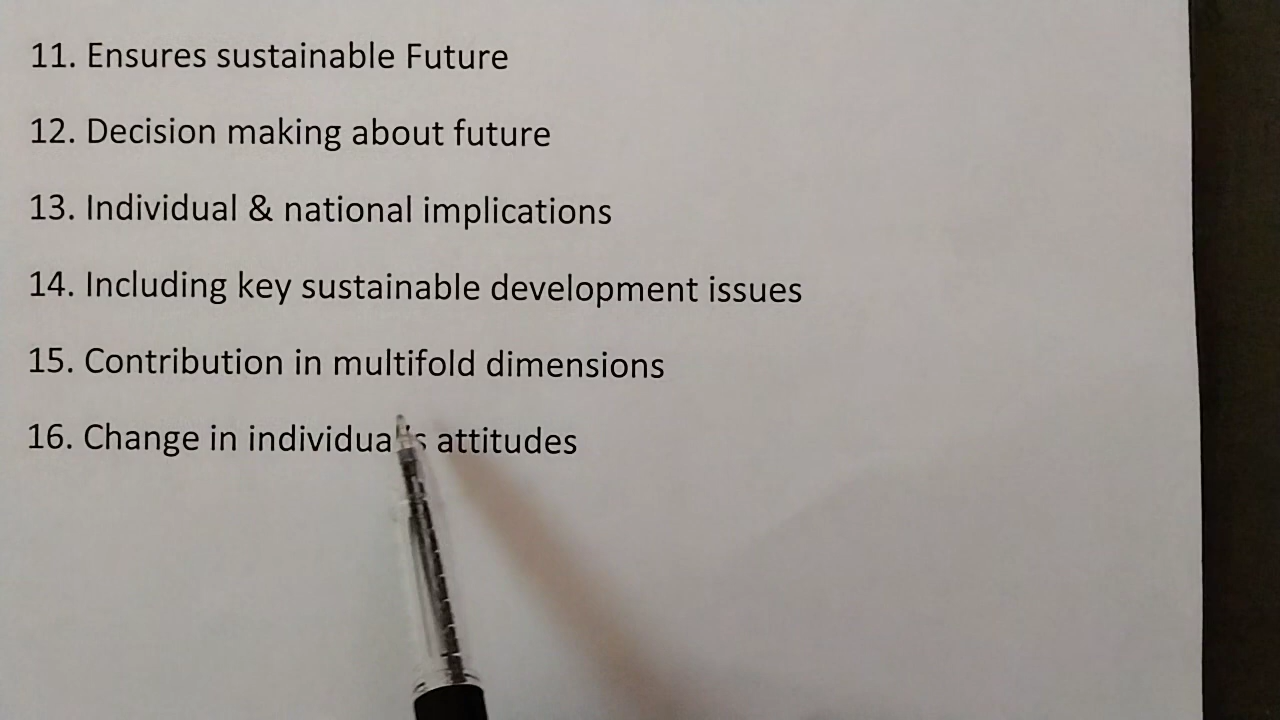 11. Ensures sustainable Future
12. Decision making about future
13. Individual & national implications
14. Including key sustainable development issues
15. Contribution in multifold dimensions
16. Change in individual's attitudes